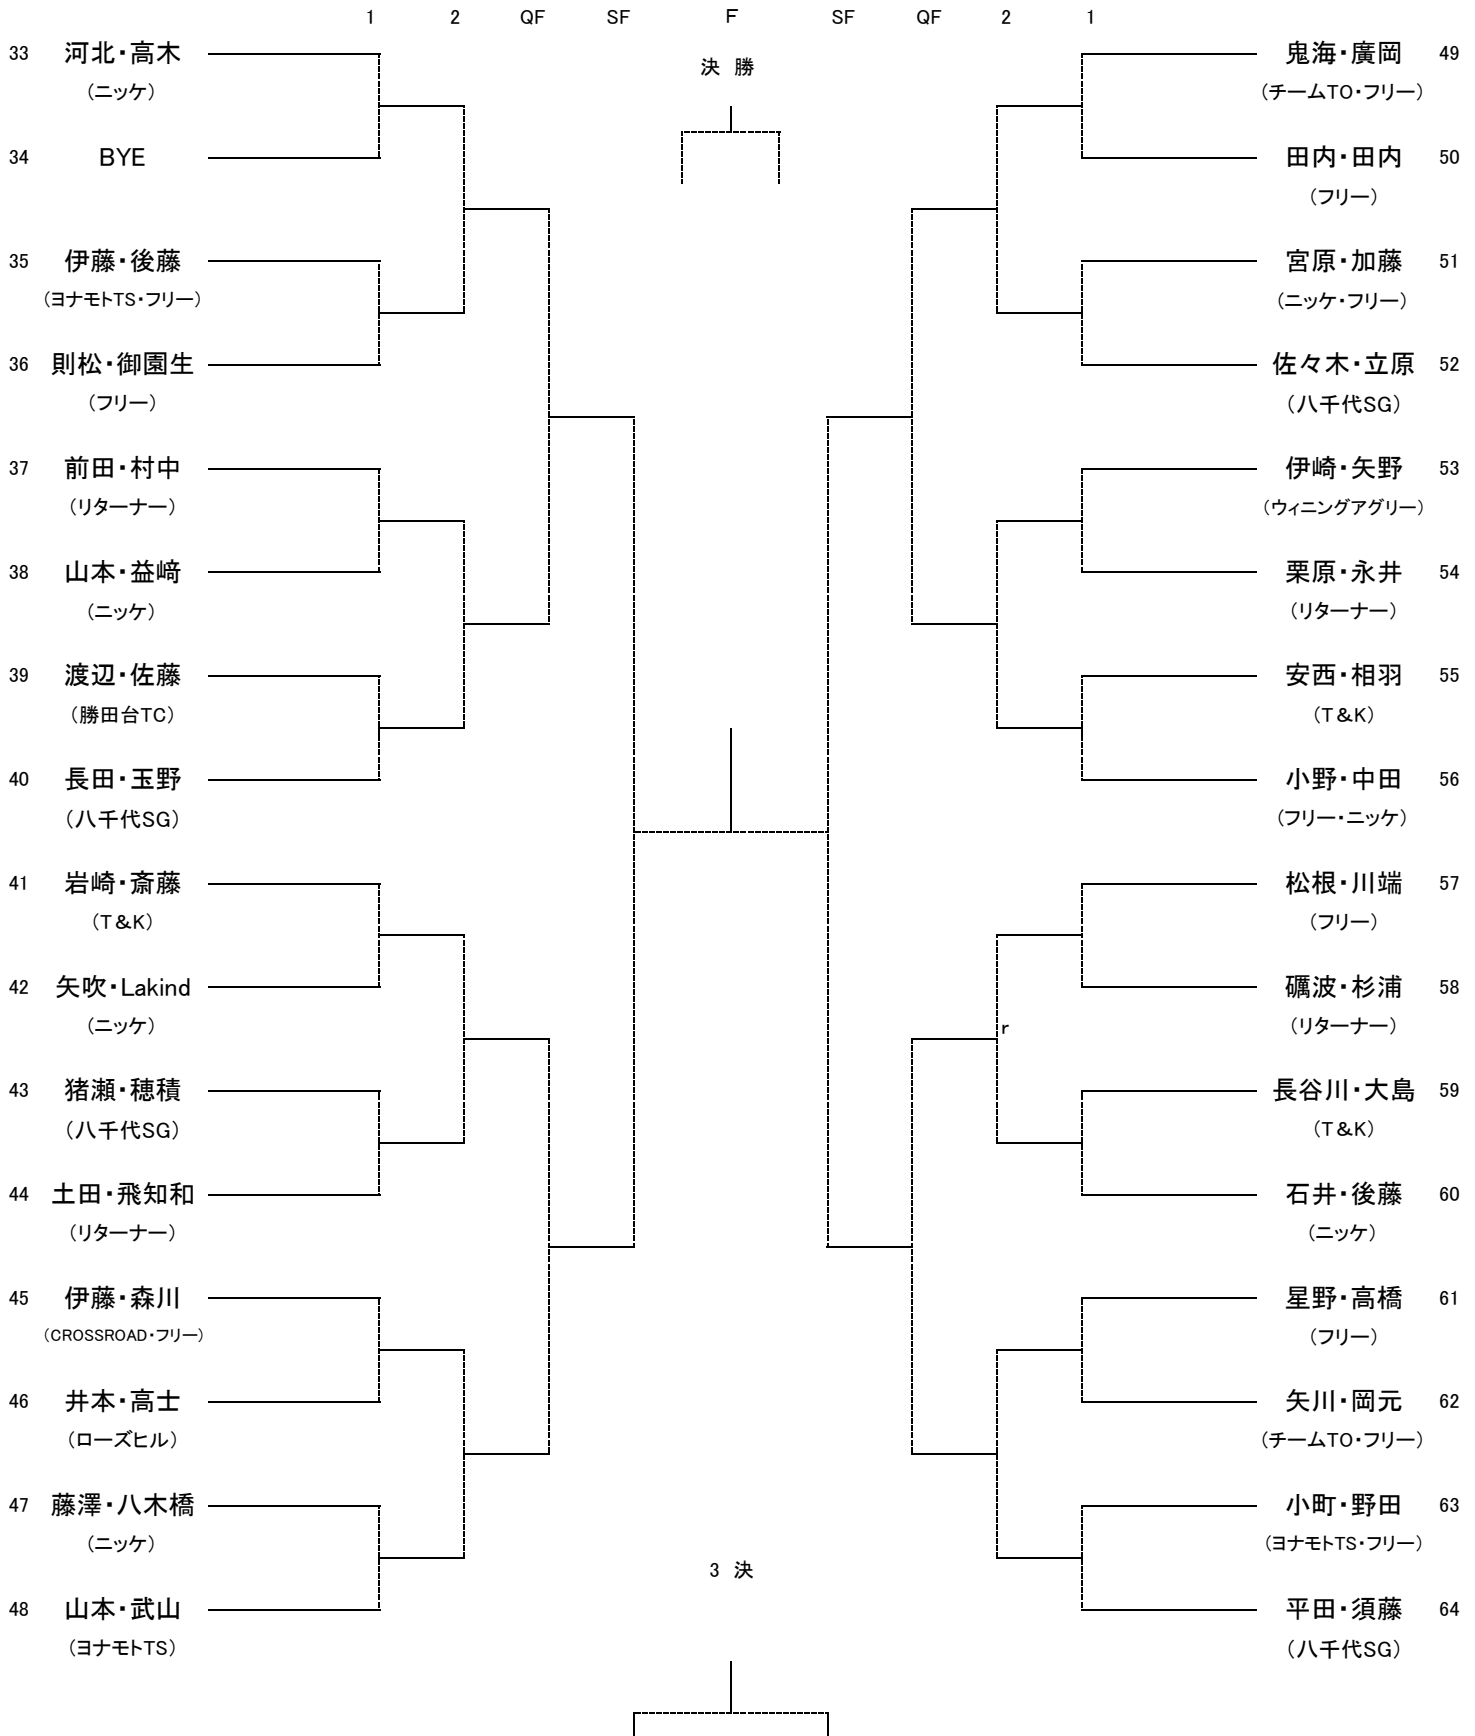 1 2 QF SF F SF QF 2 1
決 勝
33 河北・高木
(ニッケ)
34 BYE
35 伊藤・後藤
(ヨナモトTS・フリー)
36 則松・御園生
(フリー)
37 前田・村中
(リターナー)
38 山本・益﨑
(ニッケ)
39 渡辺・佐藤
(勝田台TC)
40 長田・玉野
(八千代SG)
41 岩崎・斎藤
(T&K)
42 矢吹・Lakind
(ニッケ)
43 猪瀬・穂積
(八千代SG)
44 土田・飛知和
(リターナー)
45 伊藤・森川
(CROSSROAD・フリー)
46 井本・高士
(ローズヒル)
47 藤澤・八木橋
(ニッケ)
48 山本・武山
(ヨナモトTS)
鬼海・廣岡 49
(チームTO・フリー)
田内・田内 50
(フリー)
宮原・加藤 51
(ニッケ・フリー)
佐々木・立原 52
(八千代SG)
伊崎・矢野 53
(ウィニングアグリー)
栗原・永井 54
(リターナー)
安西・相羽 55
(T&K)
小野・中田 56
(フリー・ニッケ)
松根・川端 57
(フリー)
礪波・杉浦 58
(リターナー)
r
長谷川・大島 59
(T&K)
石井・後藤 60
(ニッケ)
星野・高橋 61
(フリー)
矢川・岡元 62
(チームTO・フリー)
小町・野田 63
(ヨナモトTS・フリー)
平田・須藤 64
(八千代SG)
3 決